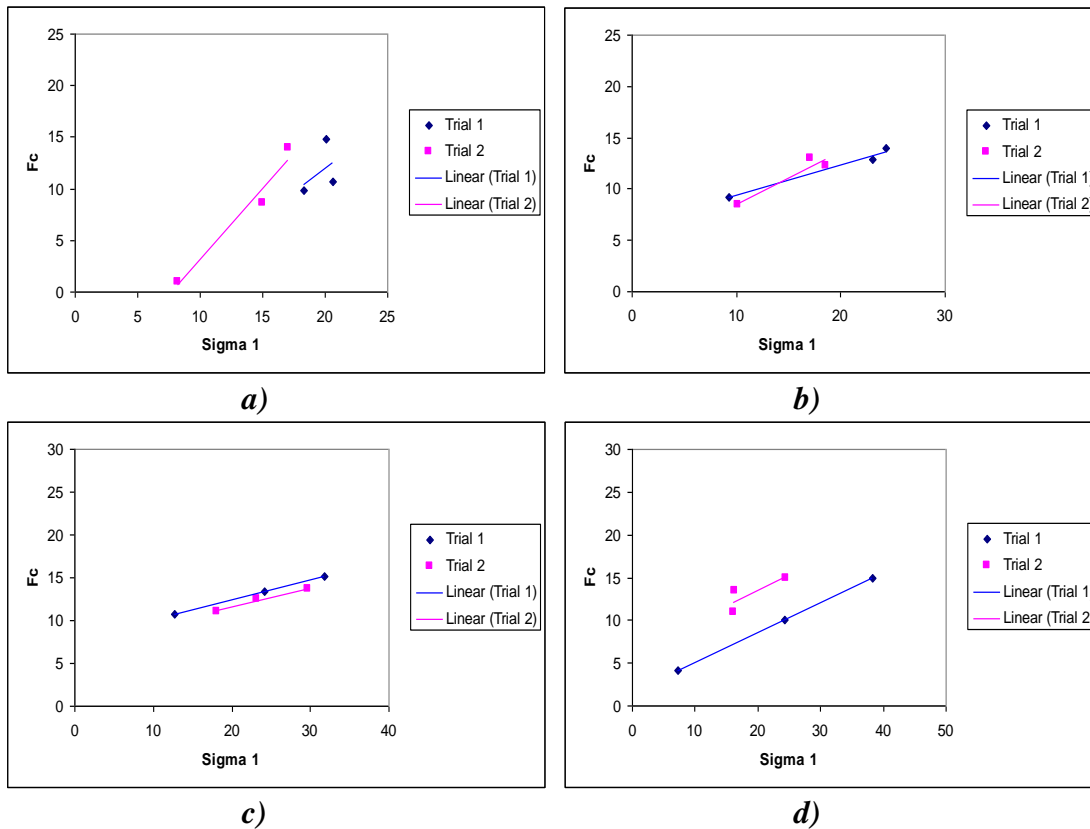 25
20
15
10
5
0
Fc
0 5 10 15 20 25
Sigma 1
Trial 1
Trial 2
Linear (Trial 1)
Linear (Trial 2)
a)
25
20
15
10
5
0
Fc
0 10 20 30
Sigma 1
Trial 1
Trial 2
Linear (Trial 1)
Linear (Trial 2)
b)
30
25
20
15
10
5
0
Fc
0 10 20 30 40
Sigma 1
Trial 1
Trial 2
Linear (Trial 1)
Linear (Trial 2)
c)
30
25
20
15
10
5
0
Fc
0 10 20 30 40 50
Sigma 1
Trial 1
Trial 2
Linear (Trial 1
Linear (Trial 2
d)